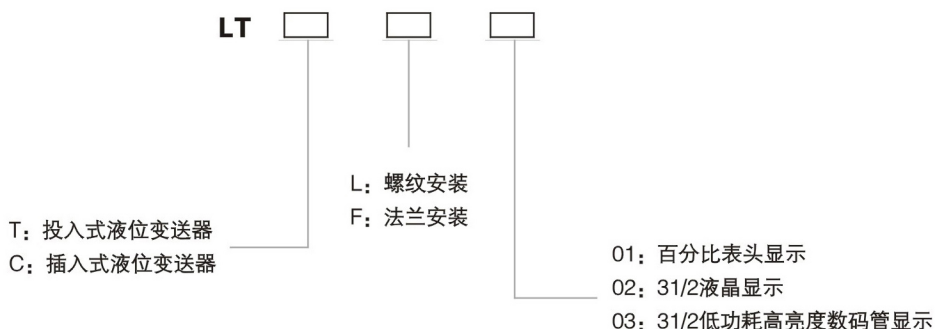 LT
L：螺纹安装
F：法兰安装
T：投入式液位变送器
C：插入式液位变送器
01：百分比表头显示
02：31/2液晶显示
03：31/2低功耗高亮度数码管显示